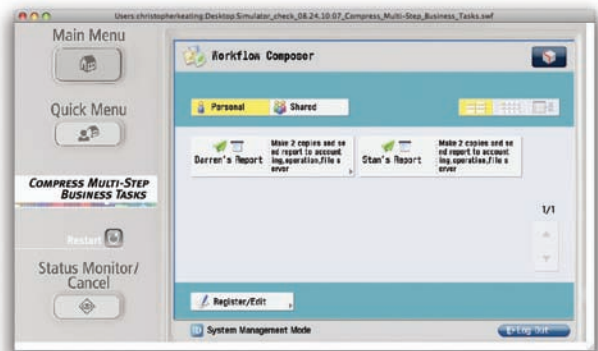 Users:christopherkeating:Desktop:Simulator_check_08.24.10:07_Compress_Multi-Step_Business_Tasks.swf
Main Menu
Quick Menu
COMPRESS MULTI-STEP
BUSINESS TASKS
Restart
Status Monitor/
Cancel
Workflow Composer
Personal
Shared
Darren's Report
Make 2 copies and se
nd report to account
ing,operation,file s
erver
Stan's Report
Make 2 copies and se
nd report to account
ing,operation,file s
erver
1/1
Register/Edit
System Management Mode
Log Out